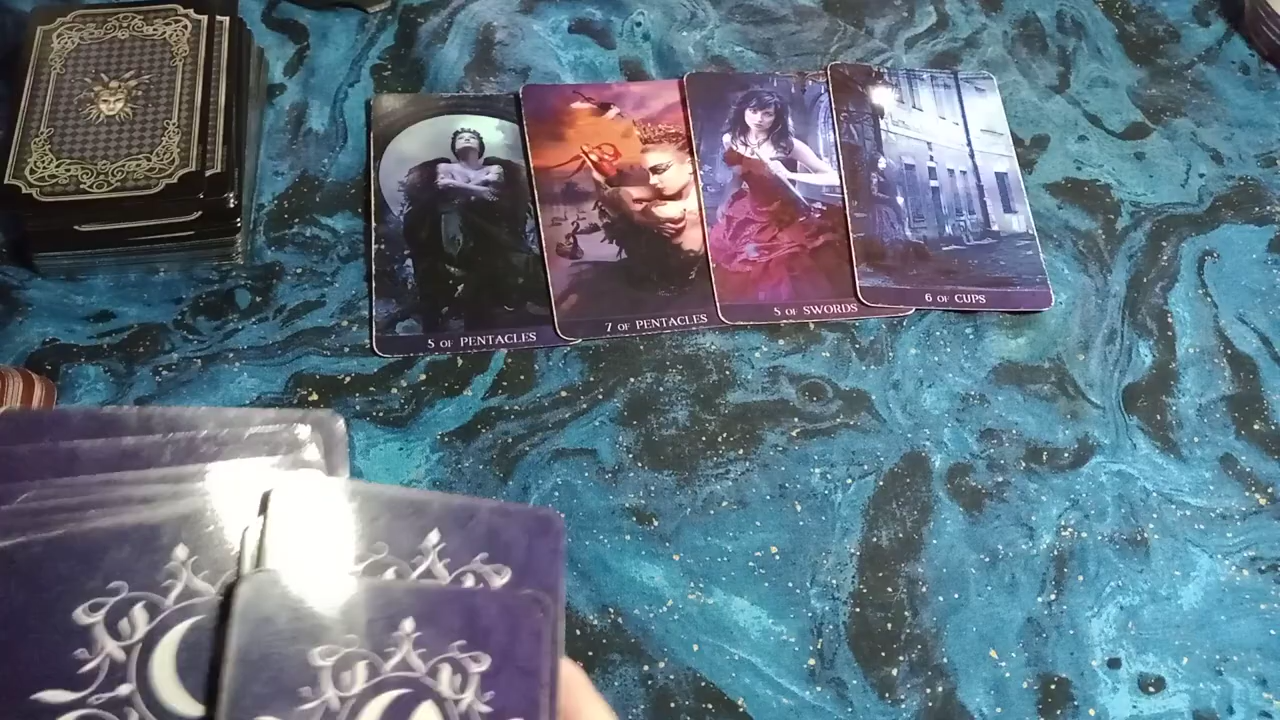 5 OF PENTACLES
7 OF PENTACLES
5 OF SWORDS
6 OF CUPS